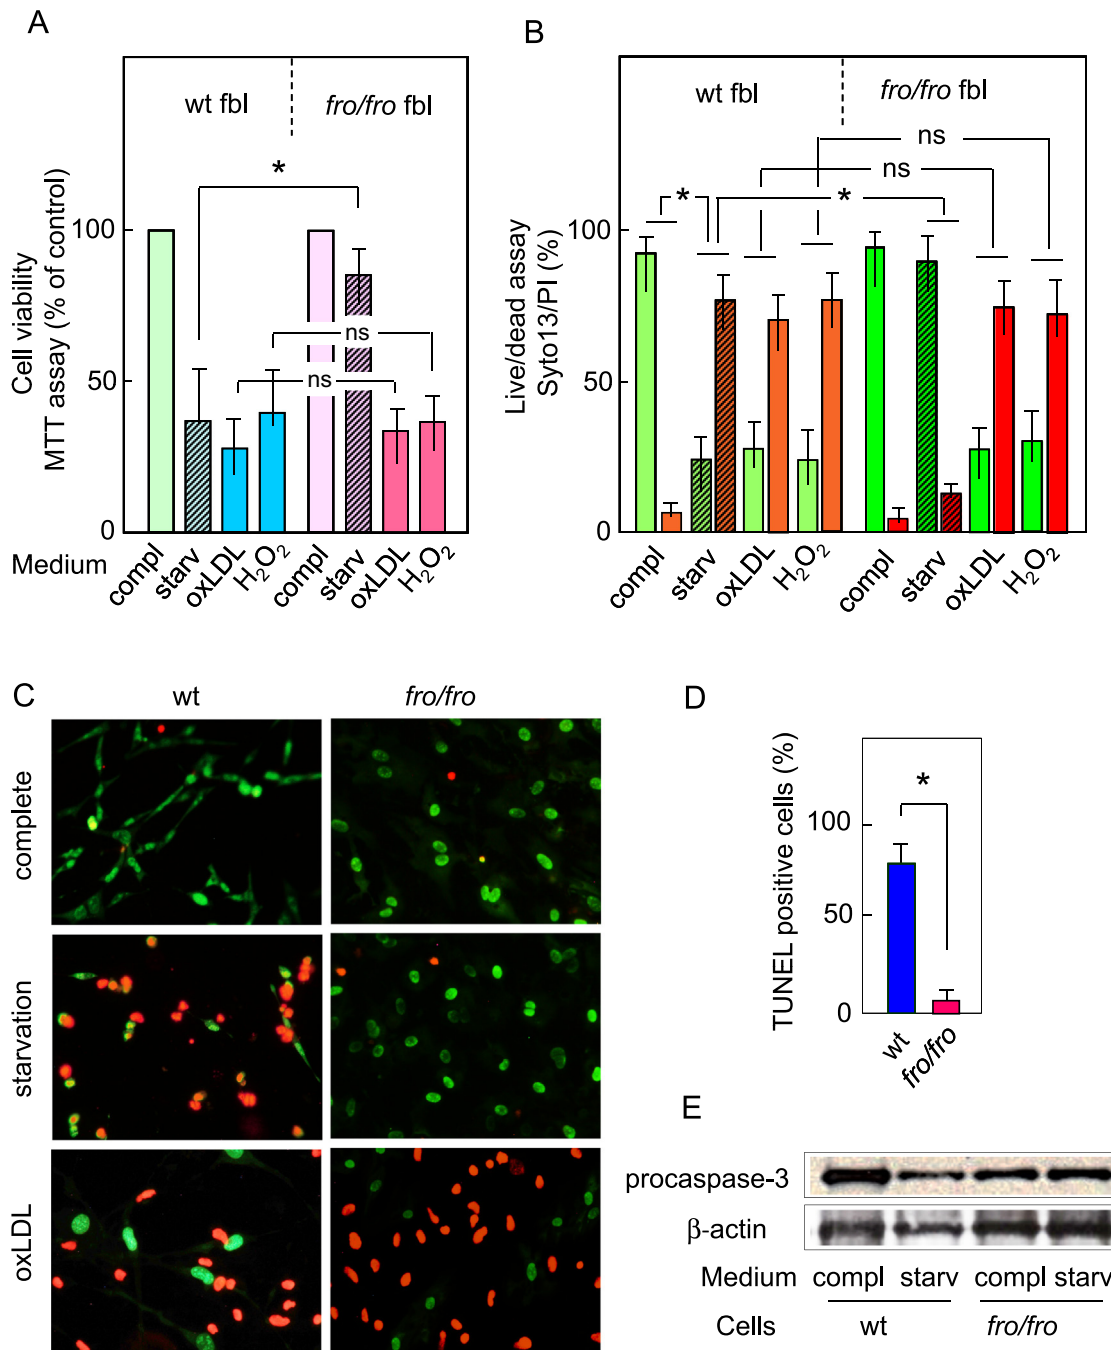 A
wt fbl
fro/fro fbl
*
ns
ns
Cell viability
MTT assay (% of control)
100
50
0
Medium
compl
starv
oxLDL
H2O2
compl
starv
oxLDL
H2O2
B
wt fbl
fro/fro fbl
ns
ns
*
*
Live/dead assay
Syto13/PI (%)
100
50
0
compl
starv
oxLDL
H2O2
compl
starv
oxLDL
H2O2
C
wt
fro/fro
complete
starvation
oxLDL
D
TUNEL positive cells (%)
*
100
50
0
wt
fro/fro
E
procaspase-3
β-actin
Medium compl starv compl starv
Cells wt fro/fro